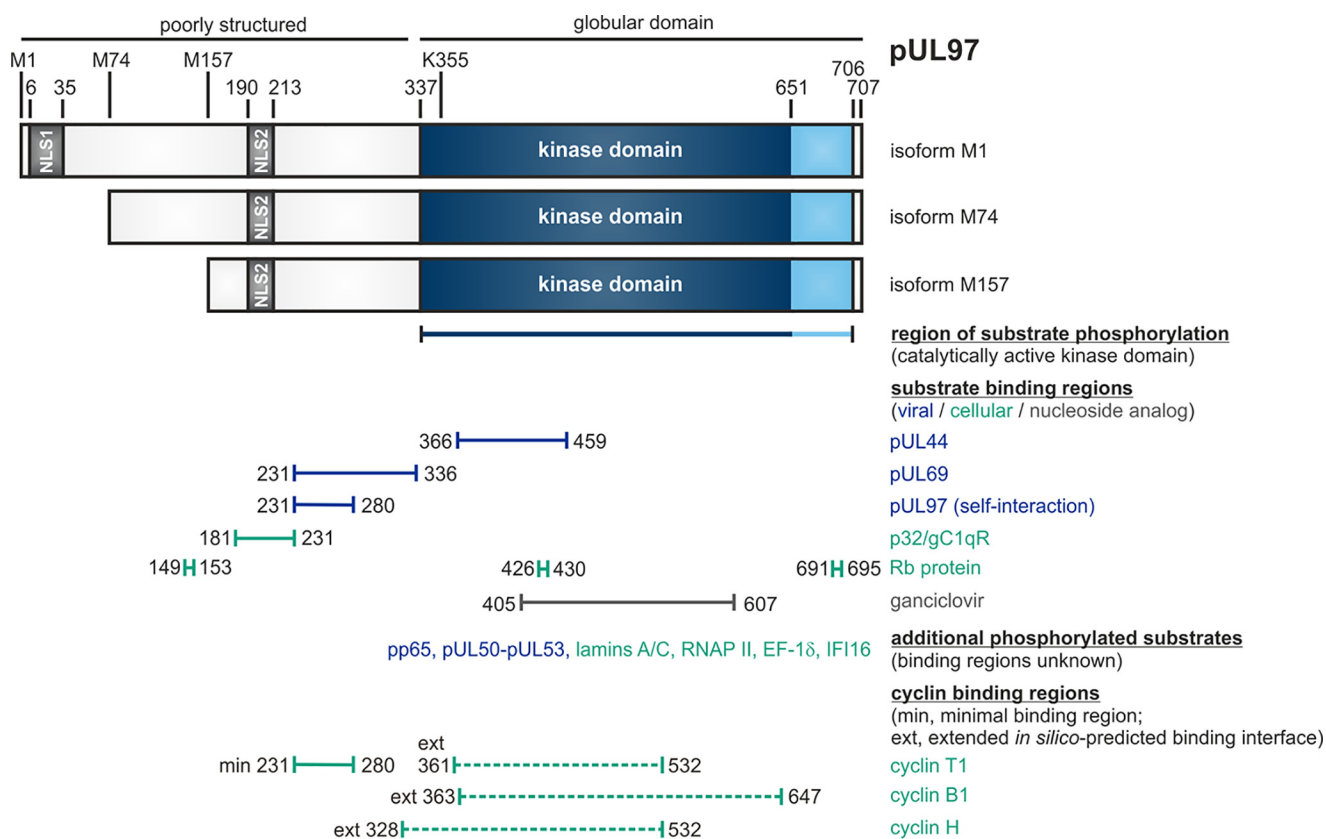 poorly structured globular domain
pUL97
M1 M74 M157 K355 706
6 35 190 213 337 651 707
NLS1 NLS2 kinase domain isoform M1
NLS2 kinase domain isoform M74
NLS2 kinase domain isoform M157
region of substrate phosphorylation
(catalytically active kinase domain)
substrate binding regions
(viral / cellular / nucleoside analog)
366 459 pUL44
231 336 pUL69
231 280 pUL97 (self-interaction)
181 231 p32/gC1qR
149 153 426 430 691 695 Rb protein
405 607 ganciclovir
pp65, pUL50-pUL53, lamins A/C, RNAP II, EF-1δ, IFI16 additional phosphorylated substrates
(binding regions unknown)
cyclin binding regions
(min, minimal binding region;
ext, extended in silico-predicted binding interface)
ext
min 231 280 361 532 cyclin T1
ext 363 647 cyclin B1
ext 328 532 cyclin H